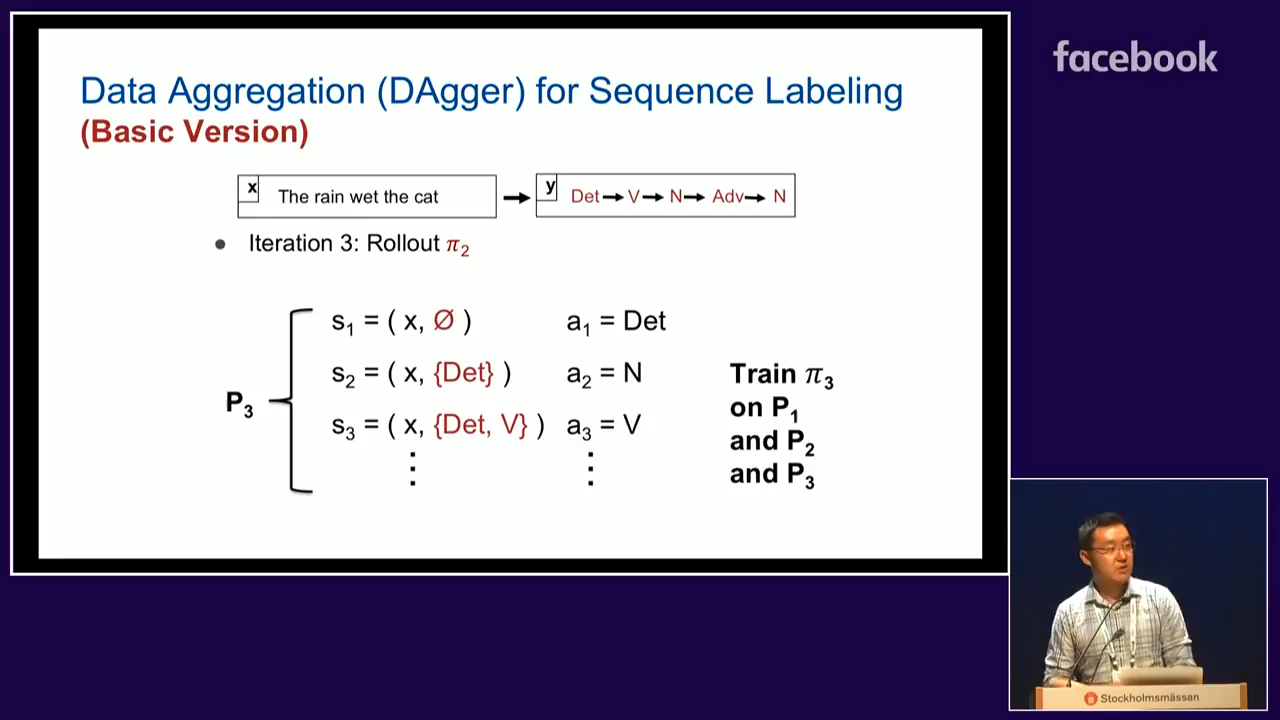 Data Aggregation (DAgger) for Sequence Labeling
(Basic Version)
x The rain wet the cat
y Det V N Adv N
• Iteration 3: Rollout π₂
P₃
s₁ = ( x, Ø ) a₁ = Det
s₂ = ( x, {Det} ) a₂ = N
s₃ = ( x, {Det, V} ) a₃ = V
Train π₃
on P₁
and P₂
and P₃
facebook
Stockholmsmässan